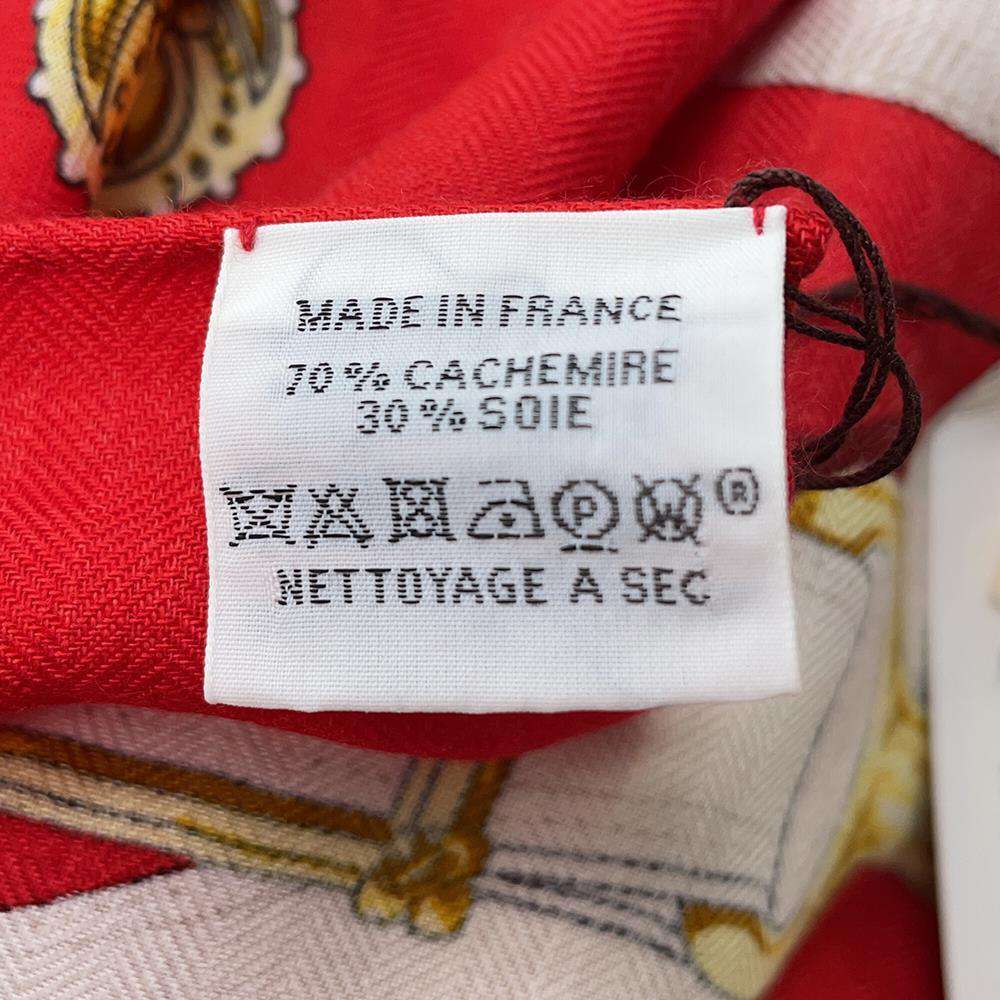 MADE IN FRANCE
70 % CACHEMIRE
30 % SOIE
P W ®
NETTOYAGE A SEC